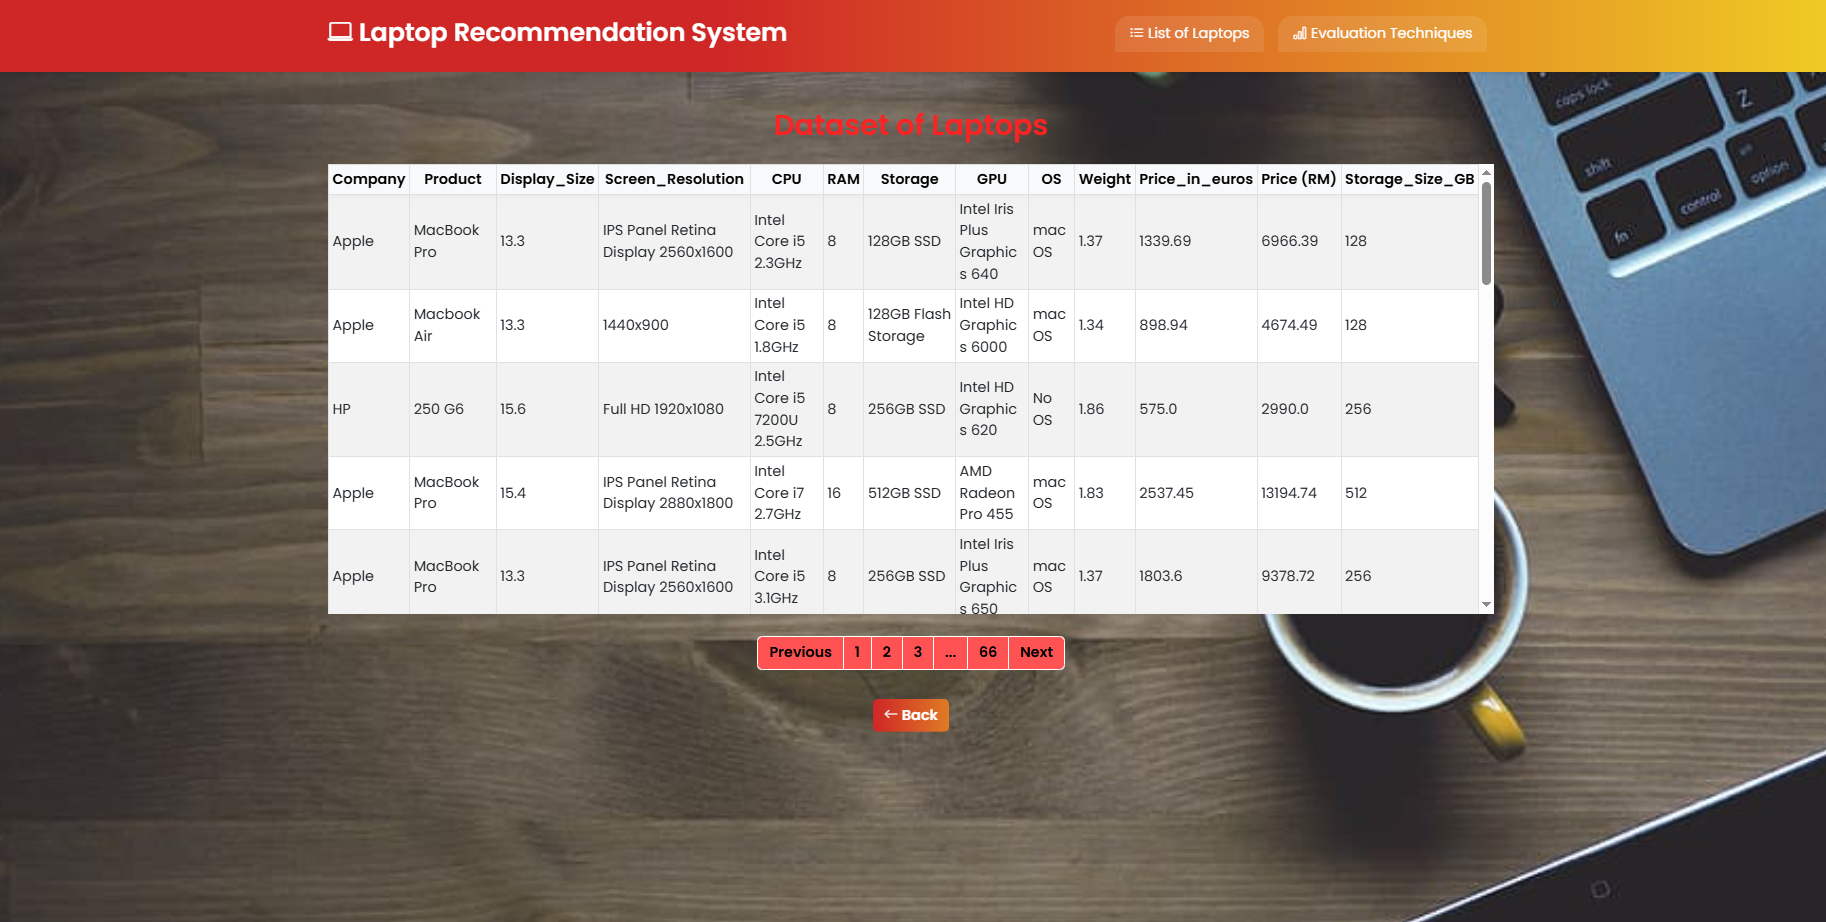 Laptop Recommendation System
List of Laptops
Evaluation Techniques
Dataset of Laptops
Company Product Display_Size Screen_Resolution CPU RAM Storage GPU OS Weight Price_in_euros Price (RM) Storage_Size_GB
Apple MacBook Pro 13.3 IPS Panel Retina Display 2560x1600 Intel Core i5 2.3GHz 8 128GB SSD Intel Iris Plus Graphics 640 macOS 1.37 1339.69 6966.39 128
Apple Macbook Air 13.3 1440x900 Intel Core i5 1.8GHz 8 128GB Flash Storage Intel HD Graphics 6000 macOS 1.34 898.94 4674.49 128
HP 250 G6 15.6 Full HD 1920x1080 Intel Core i5 7200U 2.5GHz 8 256GB SSD Intel HD Graphics 620 No OS 1.86 575.0 2990.0 256
Apple MacBook Pro 15.4 IPS Panel Retina Display 2880x1800 Intel Core i7 2.7GHz 16 512GB SSD AMD Radeon Pro 455 macOS 1.83 2537.45 13194.74 512
Apple MacBook Pro 13.3 IPS Panel Retina Display 2560x1600 Intel Core i5 3.1GHz 8 256GB SSD Intel Iris Plus Graphics 650 macOS 1.37 1803.6 9378.72 256
Previous 1 2 3 ... 66 Next
← Back
caps lock
Z
shift
fn
control
alt
option